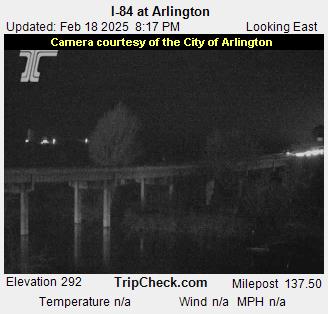 I-84 at Arlington
Updated: Feb 18 2025 8:17 PM Looking East
Camera courtesy of the City of Arlington
Elevation 292 TripCheck.com Milepost 137.50
Temperature n/a Wind n/a MPH n/a